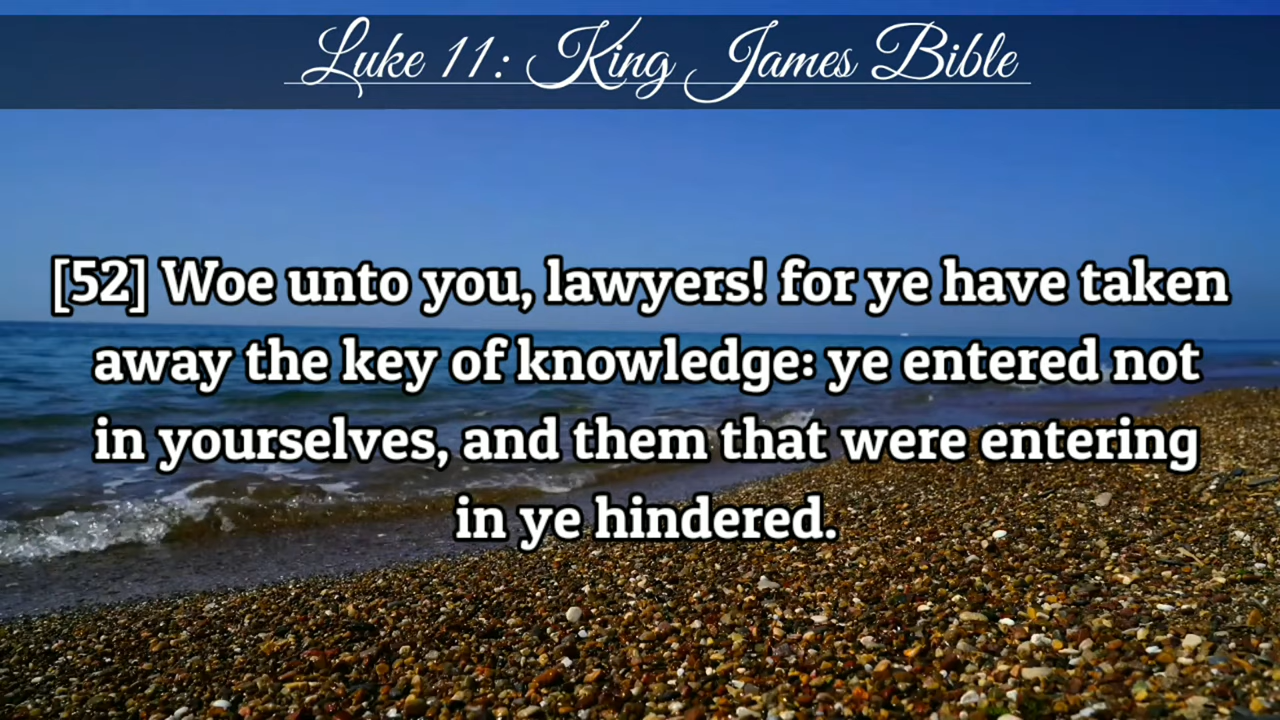 Luke 11: King James Bible
[52] Woe unto you, lawyers! for ye have taken
away the key of knowledge: ye entered not
in yourselves, and them that were entering
in ye hindered.